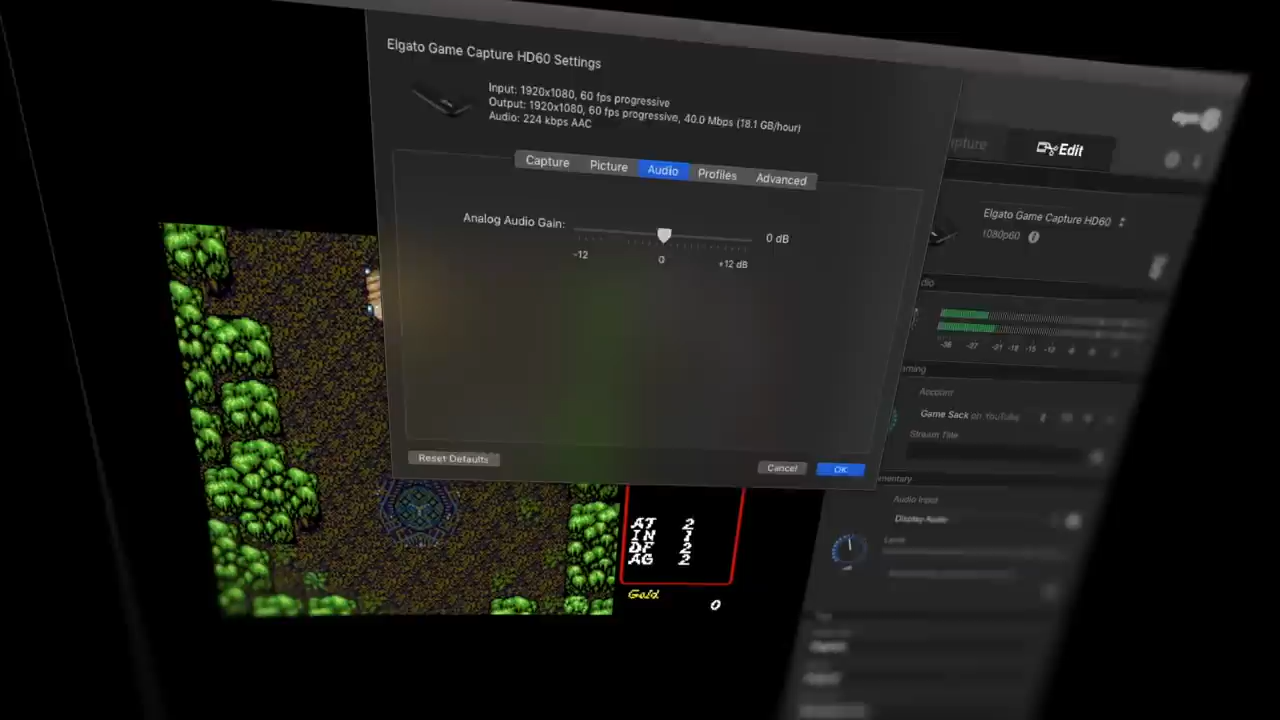 Elgato Game Capture HD60 Settings
Input: 1920x1080, 60 fps progressive
Output: 1920x1080, 60 fps progressive, 40.0 Mbps (18.1 GB/hour)
Audio: 224 kbps AAC
Capture Picture Audio Profiles Advanced
Analog Audio Gain: 0 dB
-12 0 +12 dB
Reset Defaults Cancel OK
Edit
Elgato Game Capture HD60
1080p60
Account
Game Sack on YouTube
Stream Title
Audio Input
Display Audio
Level
AT 2
IN
DF 2
AG 2
Gold
0